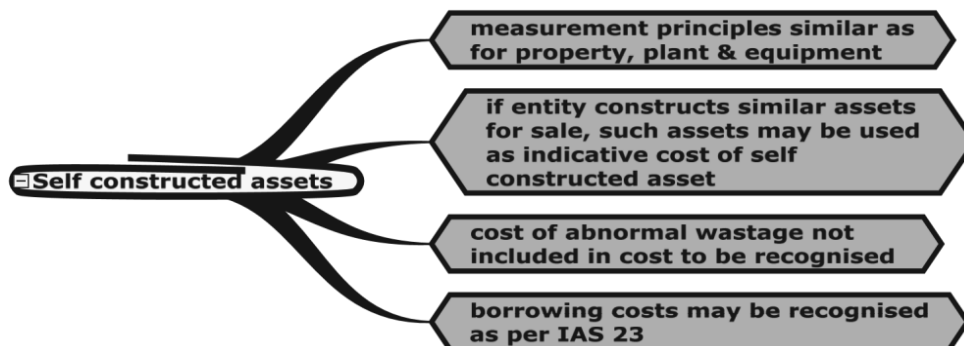 measurement principles similar as
for property, plant & equipment
if entity constructs similar assets
for sale, such assets may be used
as indicative cost of self
constructed asset
Self constructed assets
cost of abnormal wastage not
included in cost to be recognised
borrowing costs may be recognised
as per IAS 23